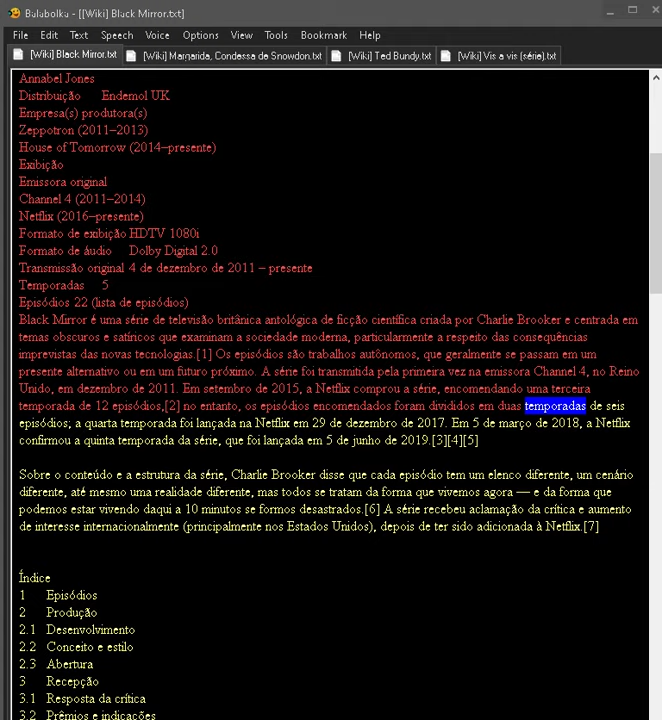 Balabolka - [[Wiki] Black Mirror.txt]
File Edit Text Speech Voice Options View Tools Bookmark Help
[Wiki] Black Mirror.txt [Wiki] Margarida, Condessa de Snowdon.txt [Wiki] Ted Bundy.txt [Wiki] Vis a vis (série).txt
Annabel Jones
Distribuição Endemol UK
Empresa(s) produtora(s)
Zeppotron (2011–2013)
House of Tomorrow (2014–presente)
Exibição
Emissora original
Channel 4 (2011–2014)
Netflix (2016–presente)
Formato de exibição HDTV 1080i
Formato de áudio Dolby Digital 2.0
Transmissão original 4 de dezembro de 2011 – presente
Temporadas 5
Episódios 22 (lista de episódios)
Black Mirror é uma série de televisão britânica antológica de ficção científica criada por Charlie Brooker e centrada em
temas obscuros e satíricos que examinam a sociedade moderna, particularmente a respeito das consequências
imprevistas das novas tecnologias.[1] Os episódios são trabalhos autônomos, que geralmente se passam em um
presente alternativo ou em um futuro próximo. A série foi transmitida pela primeira vez na emissora Channel 4, no Reino
Unido, em dezembro de 2011. Em setembro de 2015, a Netflix comprou a série, encomendando uma terceira
temporada de 12 episódios,[2] no entanto, os episódios encomendados foram divididos em duas temporadas de seis
episódios; a quarta temporada foi lançada na Netflix em 29 de dezembro de 2017. Em 5 de março de 2018, a Netflix
confirmou a quinta temporada da série, que foi lançada em 5 de junho de 2019.[3][4][5]
Sobre o conteúdo e a estrutura da série, Charlie Brooker disse que cada episódio tem um elenco diferente, um cenário
diferente, até mesmo uma realidade diferente, mas todos se tratam da forma que vivemos agora — e da forma que
podemos estar vivendo daqui a 10 minutos se formos desastrados.[6] A série recebeu aclamação da crítica e aumento
de interesse internacionalmente (principalmente nos Estados Unidos), depois de ter sido adicionada à Netflix.[7]
Índice
1 Episódios
2 Produção
2.1 Desenvolvimento
2.2 Conceito e estilo
2.3 Abertura
3 Recepção
3.1 Resposta da crítica
3.2 Prêmios e indicações